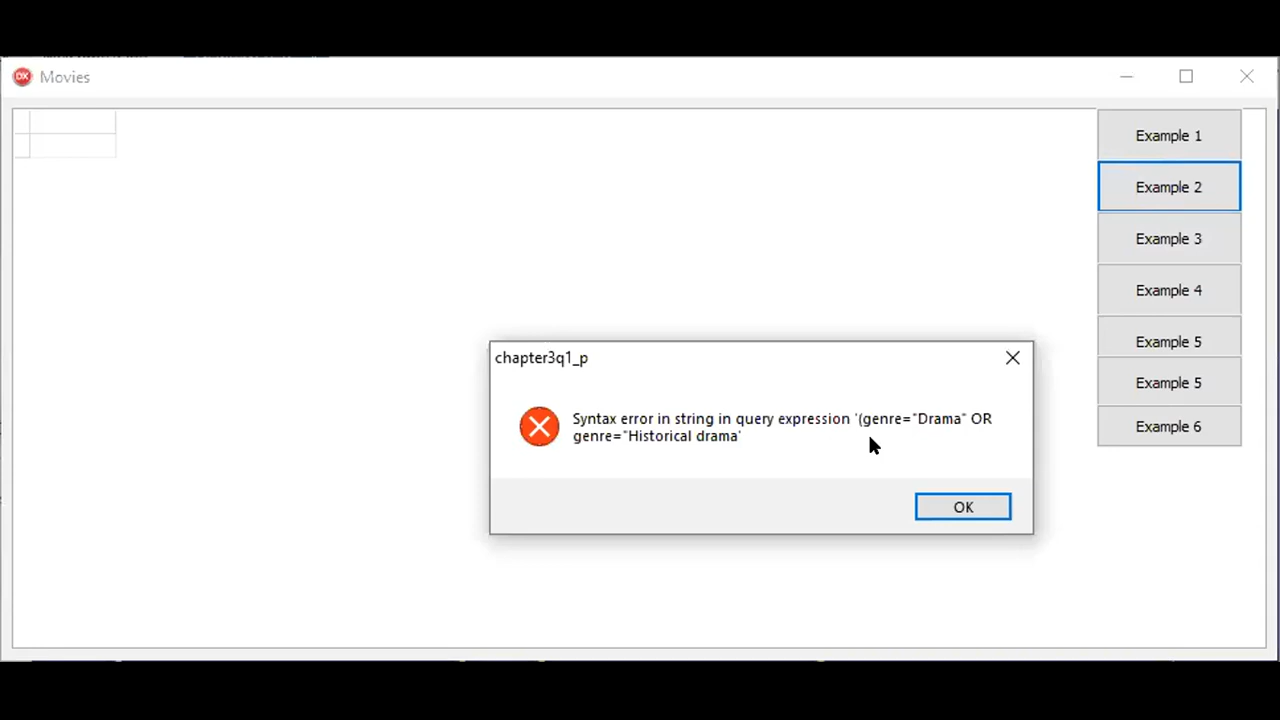 DX Movies
Example 1
Example 2
Example 3
Example 4
Example 5
Example 5
Example 6
chapter3q1_p
Syntax error in string in query expression '(genre="Drama" OR
genre="Historical drama'
OK